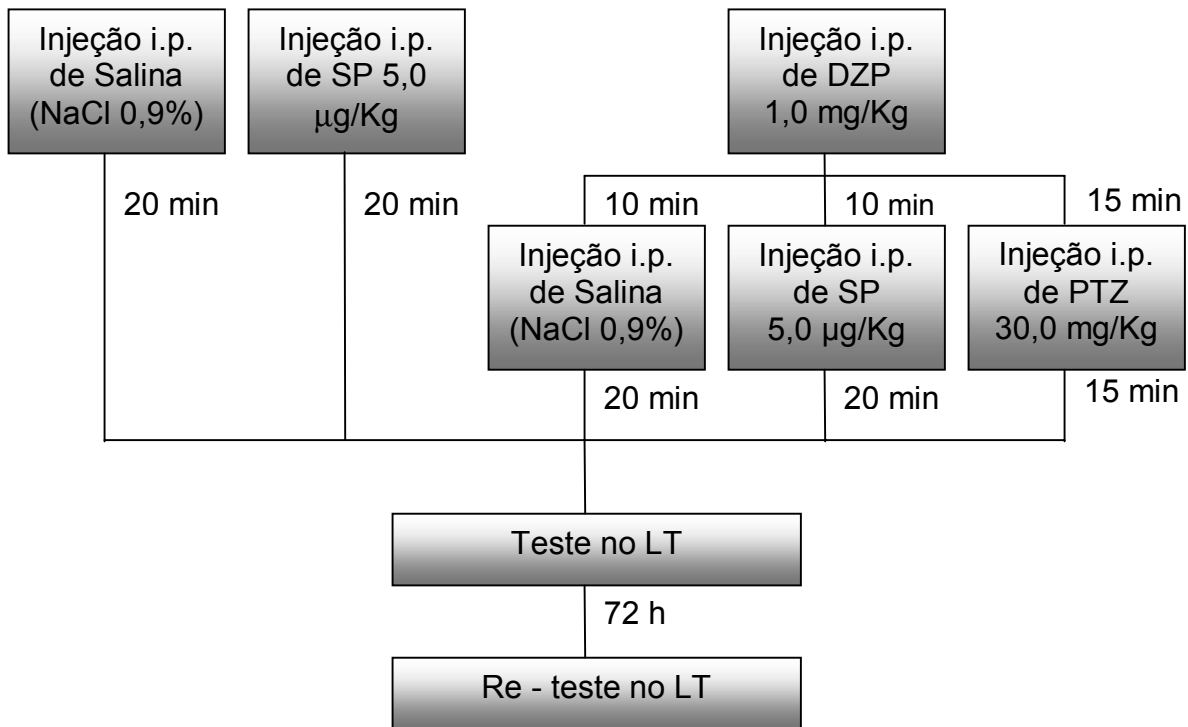 Injeção i.p.
de Salina
(NaCl 0,9%)
Injeção i.p.
de SP 5,0
μg/Kg
Injeção i.p.
de DZP
1,0 mg/Kg
20 min
20 min
10 min
10 min
15 min
Injeção i.p.
de Salina
(NaCl 0,9%)
Injeção i.p.
de SP
5,0 µg/Kg
Injeção i.p.
de PTZ
30,0 mg/Kg
20 min
20 min
15 min
Teste no LT
72 h
Re - teste no LT